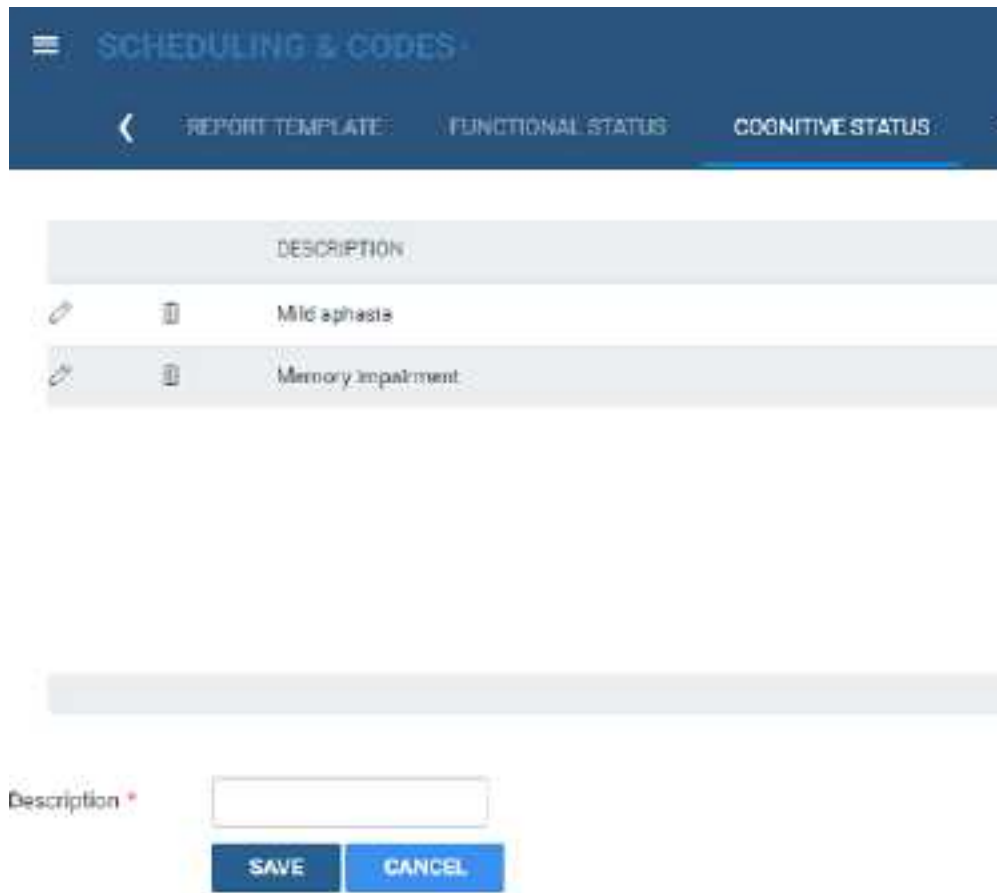 SCHEDULING & CODES
REPORT TEMPLATE FUNCTIONAL STATUS COGNITIVE STATUS
DESCRIPTION
Mild aphasia
Memory impairment
Description *
SAVE CANCEL